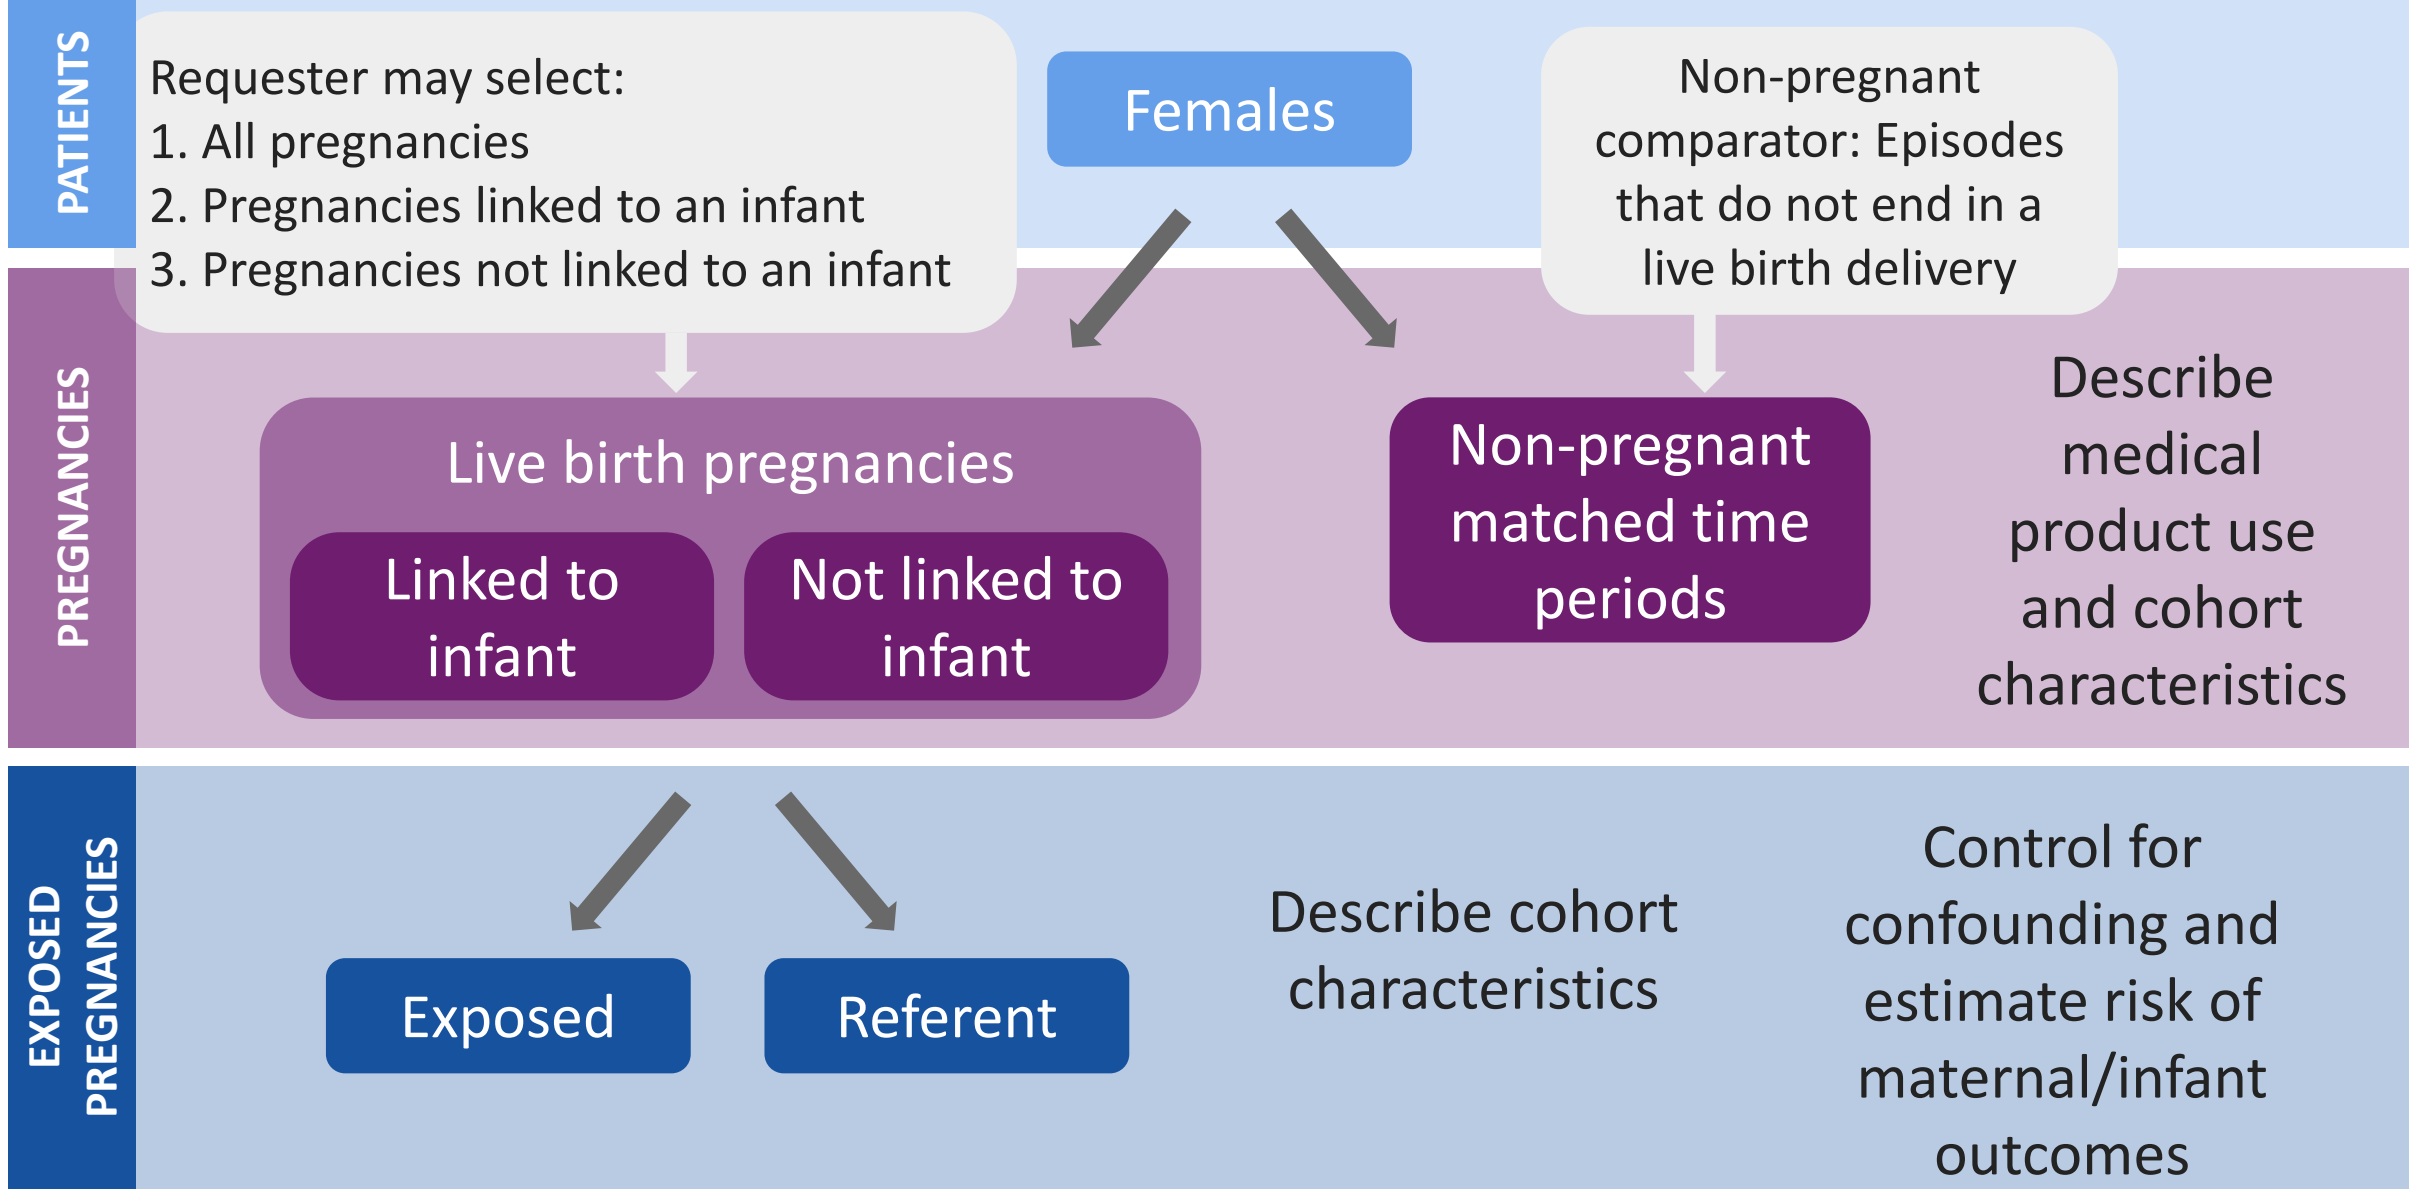 PATIENTS
Requester may select:
1. All pregnancies
2. Pregnancies linked to an infant
3. Pregnancies not linked to an infant
Females
Non-pregnant
comparator: Episodes
that do not end in a
live birth delivery
PREGNANCIES
Live birth pregnancies
Linked to
infant
Not linked to
infant
Non-pregnant
matched time
periods
Describe
medical
product use
and cohort
characteristics
EXPOSED
PREGNANCIES
Exposed
Referent
Describe cohort
characteristics
Control for
confounding and
estimate risk of
maternal/infant
outcomes